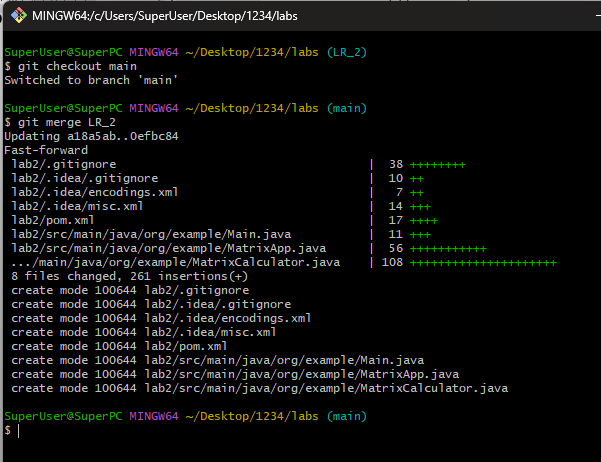 MINGW64:/c/Users/SuperUser/Desktop/1234/labs
SuperUser@SuperPC MINGW64 ~/Desktop/1234/labs (LR_2)
$ git checkout main
Switched to branch 'main'
SuperUser@SuperPC MINGW64 ~/Desktop/1234/labs (main)
$ git merge LR_2
Updating a18a5ab..0efbc84
Fast-forward
lab2/.gitignore | 38 ++++++++
lab2/.idea/.gitignore | 10 ++
lab2/.idea/encodings.xml | 7 ++
lab2/.idea/misc.xml | 14 +++
lab2/pom.xml | 17 ++++
lab2/src/main/java/org/example/Main.java | 11 +++
lab2/src/main/java/org/example/MatrixApp.java | 56 +++++++++++
.../main/java/org/example/MatrixCalculator.java | 108 +++++++++++++++++++++
8 files changed, 261 insertions(+)
create mode 100644 lab2/.gitignore
create mode 100644 lab2/.idea/.gitignore
create mode 100644 lab2/.idea/encodings.xml
create mode 100644 lab2/.idea/misc.xml
create mode 100644 lab2/pom.xml
create mode 100644 lab2/src/main/java/org/example/Main.java
create mode 100644 lab2/src/main/java/org/example/MatrixApp.java
create mode 100644 lab2/src/main/java/org/example/MatrixCalculator.java
SuperUser@SuperPC MINGW64 ~/Desktop/1234/labs (main)
$